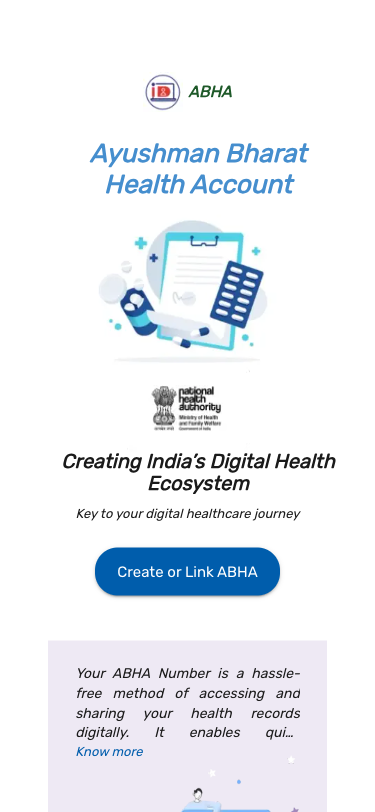 ABHA
Ayushman Bharat
Health Account
national
health
authority
Ministry of Health
and Family Welfare
Government of India
Creating India’s Digital Health
Ecosystem
Key to your digital healthcare journey
Create or Link ABHA
Your ABHA Number is a hassle-
free method of accessing and
sharing your health records
digitally. It enables qui...
Know more